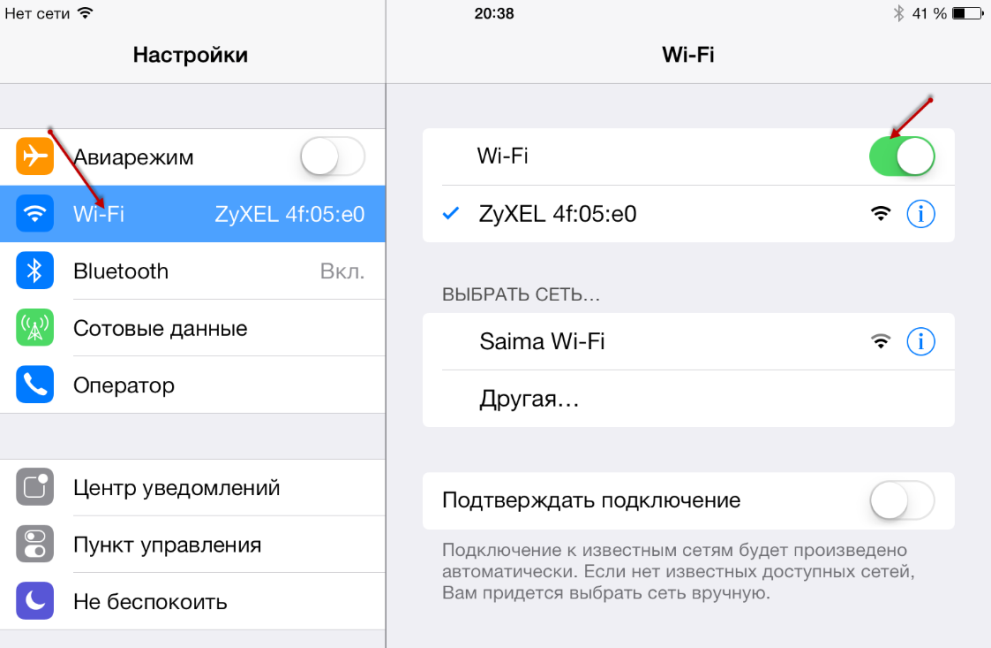 Нет сети
20:38
41 %
Настройки
Wi-Fi
Авиарежим
Wi-Fi ZyXEL 4f:05:e0
Bluetooth Вкл.
Сотовые данные
Оператор
Центр уведомлений
Пункт управления
Не беспокоить
Wi-Fi
ZyXEL 4f:05:e0
ВЫБРАТЬ СЕТЬ...
Saima Wi-Fi
Другая...
Подтверждать подключение
Подключение к известным сетям будет произведено
автоматически. Если нет известных доступных сетей,
Вам придется выбрать сеть вручную.